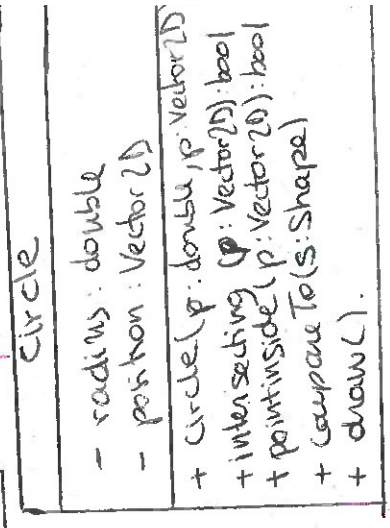 Circle
- radius : double
- position : Vector2D
+ Circle(p: double, p: Vector2D
+ intersecting (p: Vector2D): bool
+ pointinside (p: Vector2D): bool
+ compareTo (s: Shape)
+ draw().